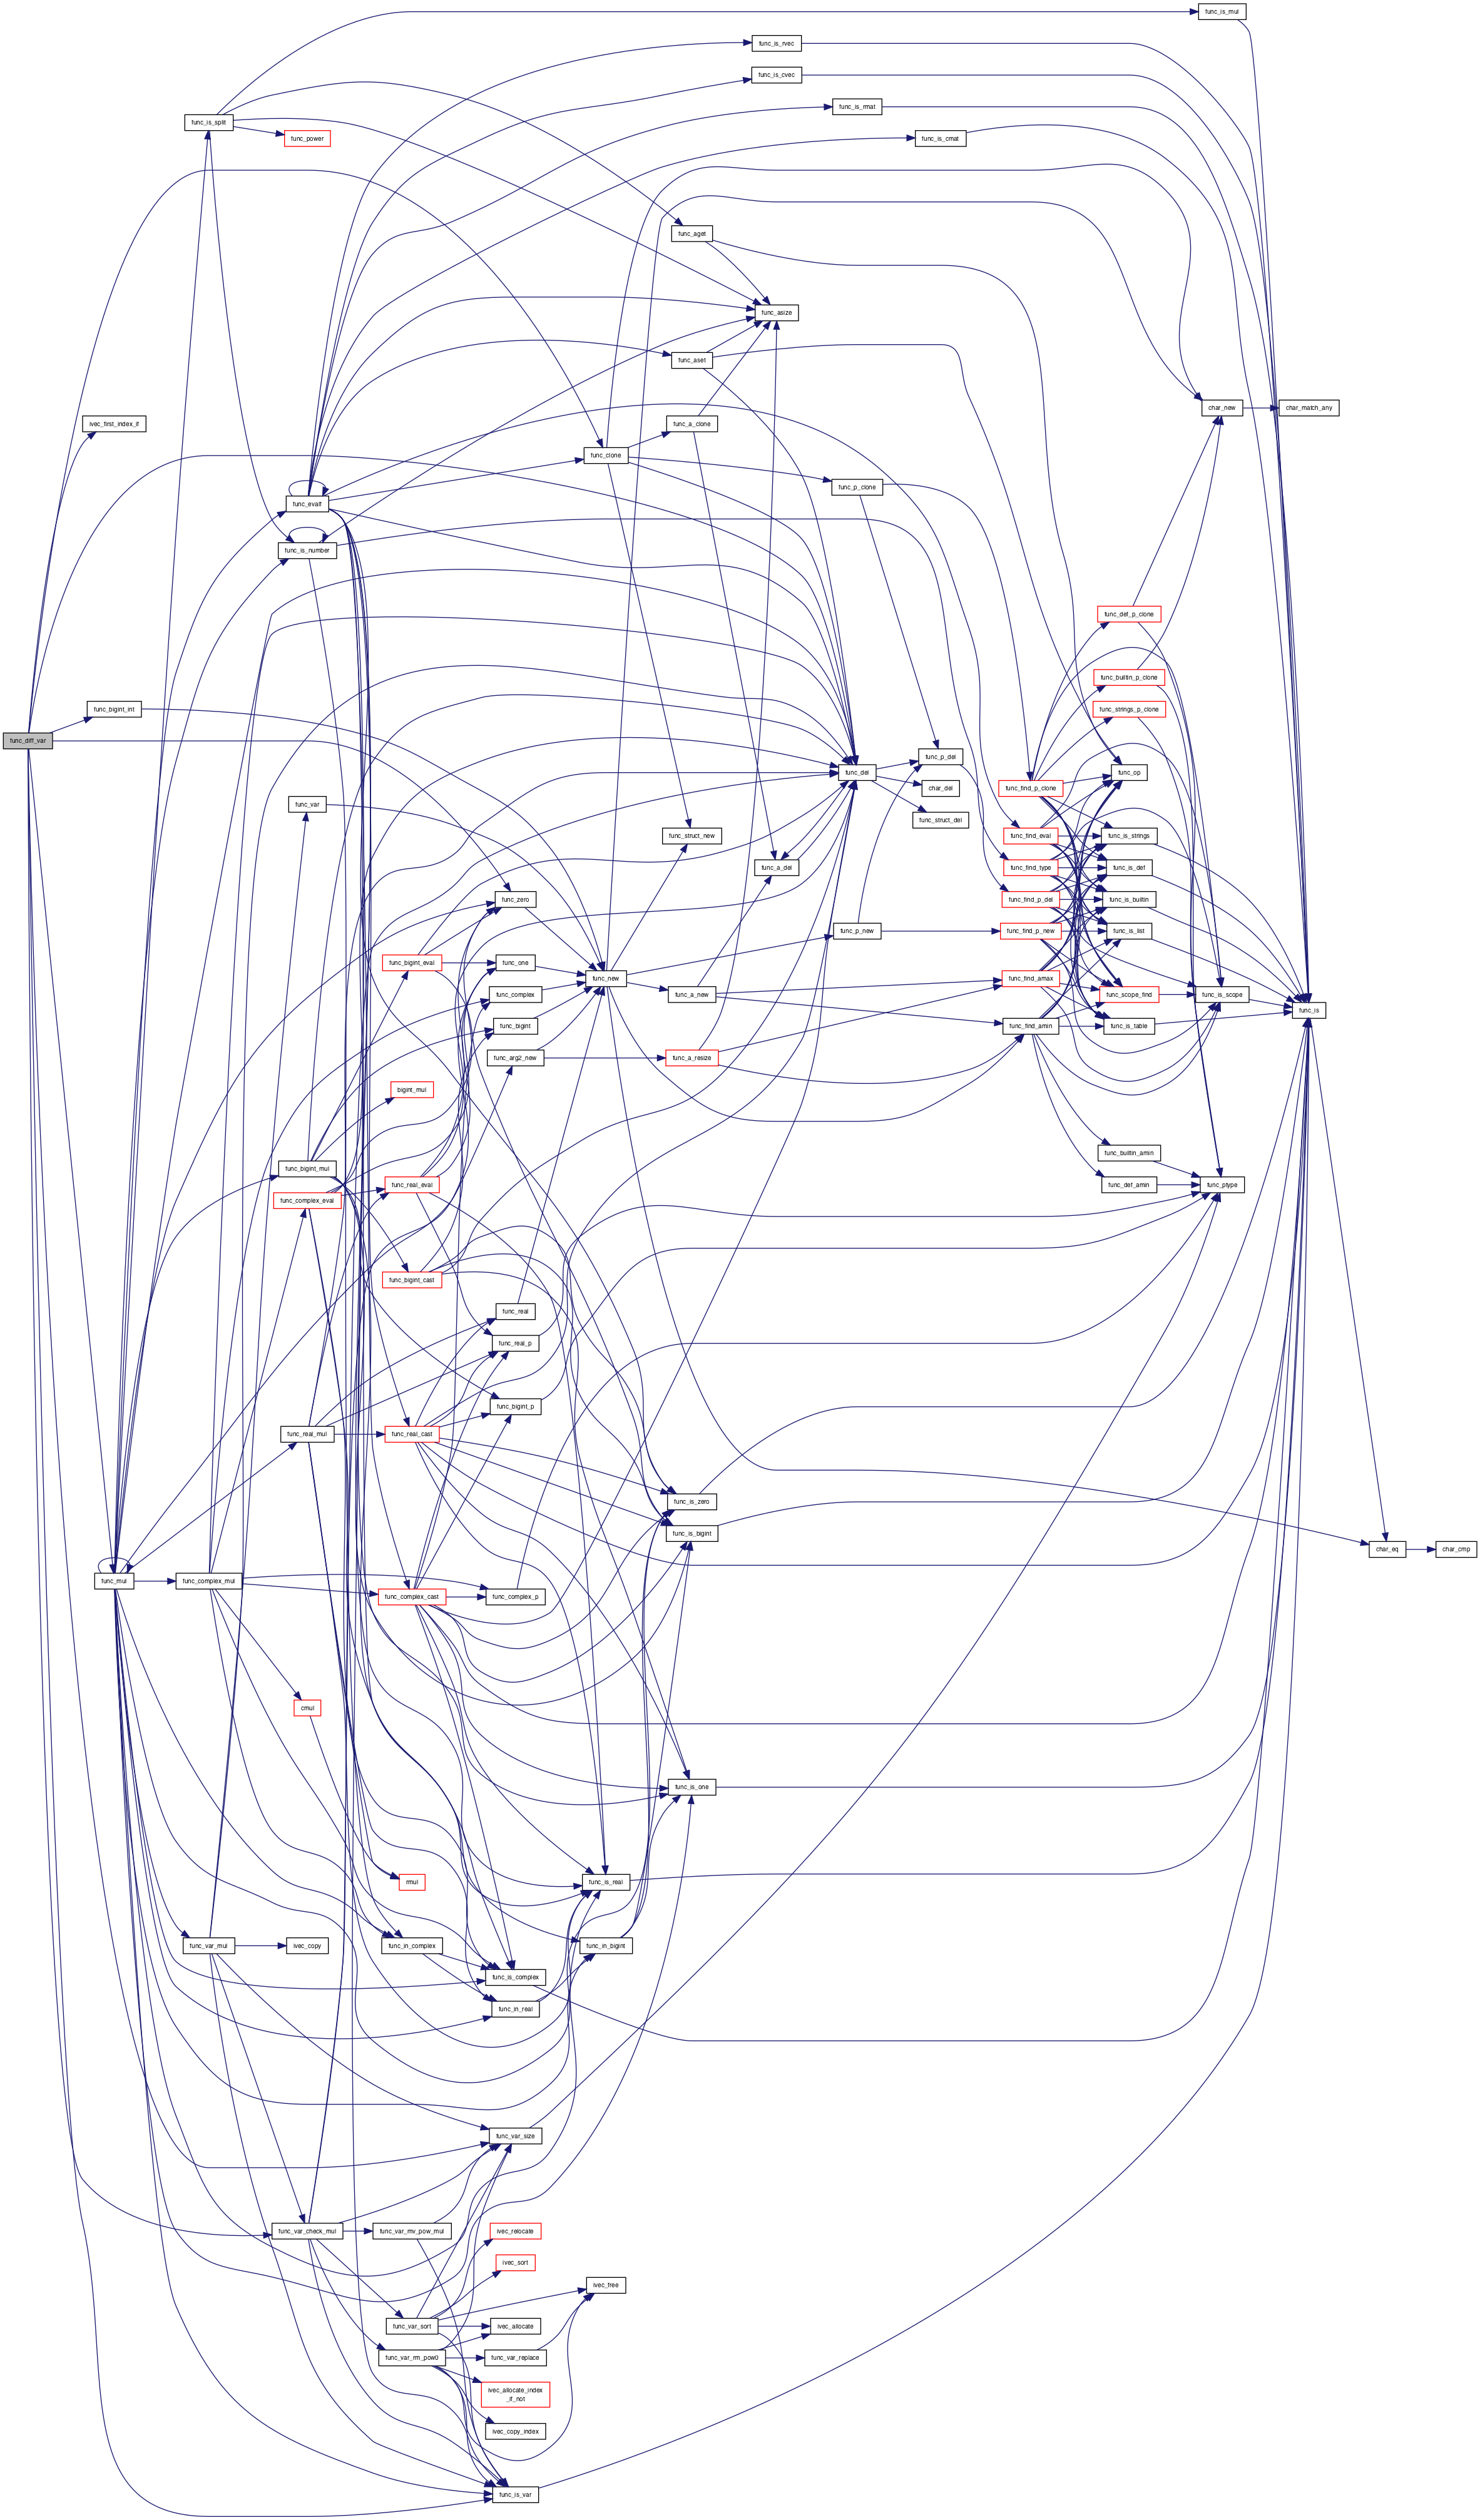 func_is_mul
func_is_rvec
func_is_cvec
func_is_rmat
func_is_split
func_power
func_is_cmat
func_aget
func_asize
func_aset
char_new
char_match_any
ivec_first_index_if
func_a_clone
func_clone
func_p_clone
func_evalf
func_is_number
func_def_p_clone
func_builtin_p_clone
func_strings_p_clone
func_bigint_int
func_diff_var
func_p_del
func_del
func_op
char_del
func_find_p_clone
func_var
func_struct_del
func_struct_new
func_find_eval
func_is_strings
func_a_del
func_find_type
func_is_def
func_zero
func_find_p_del
func_is_builtin
func_p_new
func_find_p_new
func_is_list
func_bigint_eval
func_one
func_new
func_find_amax
func_complex
func_a_new
func_scope_find
func_is_scope
func_is
func_bigint
func_find_amin
func_is_table
func_arg2_new
func_a_resize
bigint_mul
func_builtin_amin
func_bigint_mul
func_real_eval
func_def_amin
func_ptype
func_complex_eval
func_bigint_cast
func_real
func_real_p
func_bigint_p
func_real_mul
func_real_cast
func_is_zero
func_is_bigint
char_eq
char_cmp
func_mul
func_complex_mul
func_complex_cast
func_complex_p
cmul
func_is_one
rmul
func_is_real
func_var_mul
ivec_copy
func_in_complex
func_in_bigint
func_is_complex
func_in_real
func_var_size
func_var_check_mul
func_var_mv_pow_mul
ivec_relocate
ivec_sort
ivec_free
func_var_sort
ivec_allocate
func_var_rm_pow0
func_var_replace
ivec_allocate_index
_if_not
ivec_copy_index
func_is_var